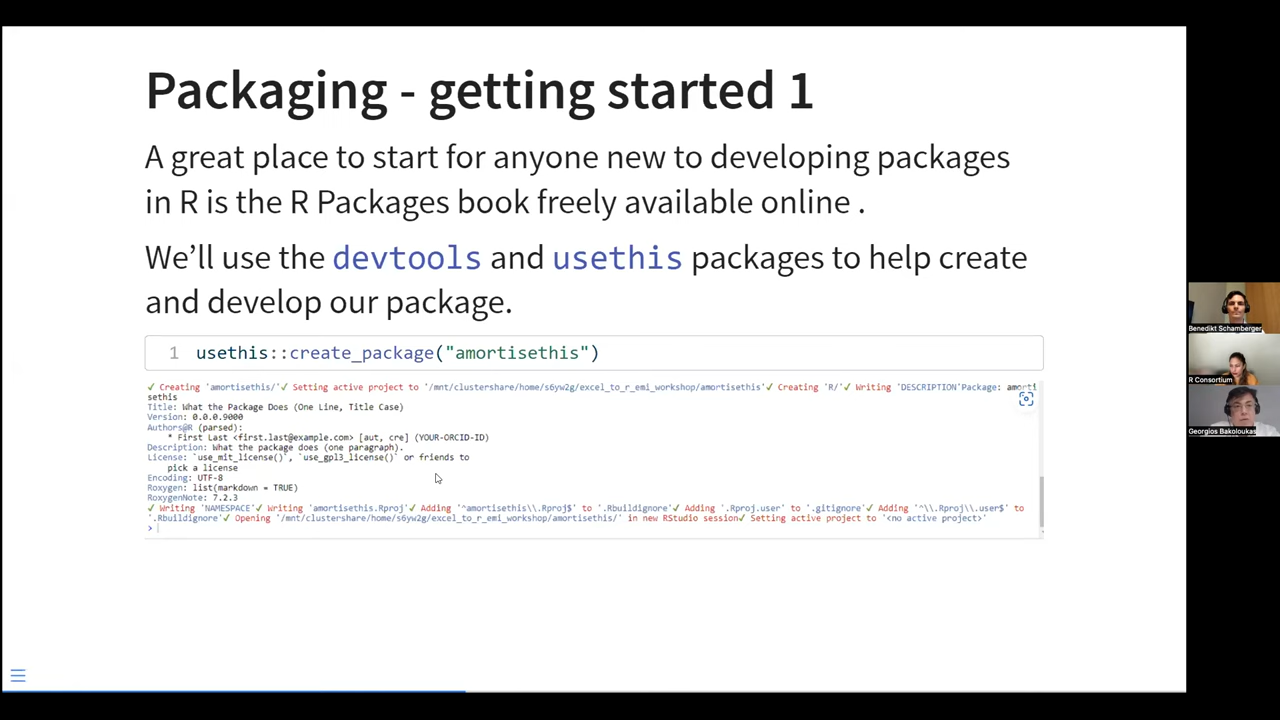 Packaging - getting started 1
A great place to start for anyone new to developing packages
in R is the R Packages book freely available online .
We’ll use the devtools and usethis packages to help create
and develop our package.
1 usethis::create_package("amortisethis")
✓ Creating 'amortisethis/'✓ Setting active project to '/mnt/clustershare/home/s6yw2g/excel_to_r_emi_workshop/amortisethis'✓ Creating 'R/'✓ Writing 'DESCRIPTION'Package: amorti
sethis
Title: What the Package Does (One Line, Title Case)
Version: 0.0.0.9000
Authors@R (parsed):
* First Last <first.last@example.com> [aut, cre] (YOUR-ORCID-ID)
Description: What the package does (one paragraph).
License: `use_mit_license()`, `use_gpl3_license()` or friends to
pick a license
Encoding: UTF-8
Roxygen: list(markdown = TRUE)
RoxygenNote: 7.2.3
✓ Writing 'NAMESPACE'✓ Writing 'amortisethis.Rproj'✓ Adding '^amortisethis\\.Rproj$' to '.Rbuildignore'✓ Adding '.Rproj.user' to '.gitignore'✓ Adding '^\\.Rproj\\.user$' to
'.Rbuildignore'✓ Opening '/mnt/clustershare/home/s6yw2g/excel_to_r_emi_workshop/amortisethis/' in new RStudio session✓ Setting active project to '<no active project>'
>
Benedikt Schamberger
R Consortium
Georgios Bakoloukas